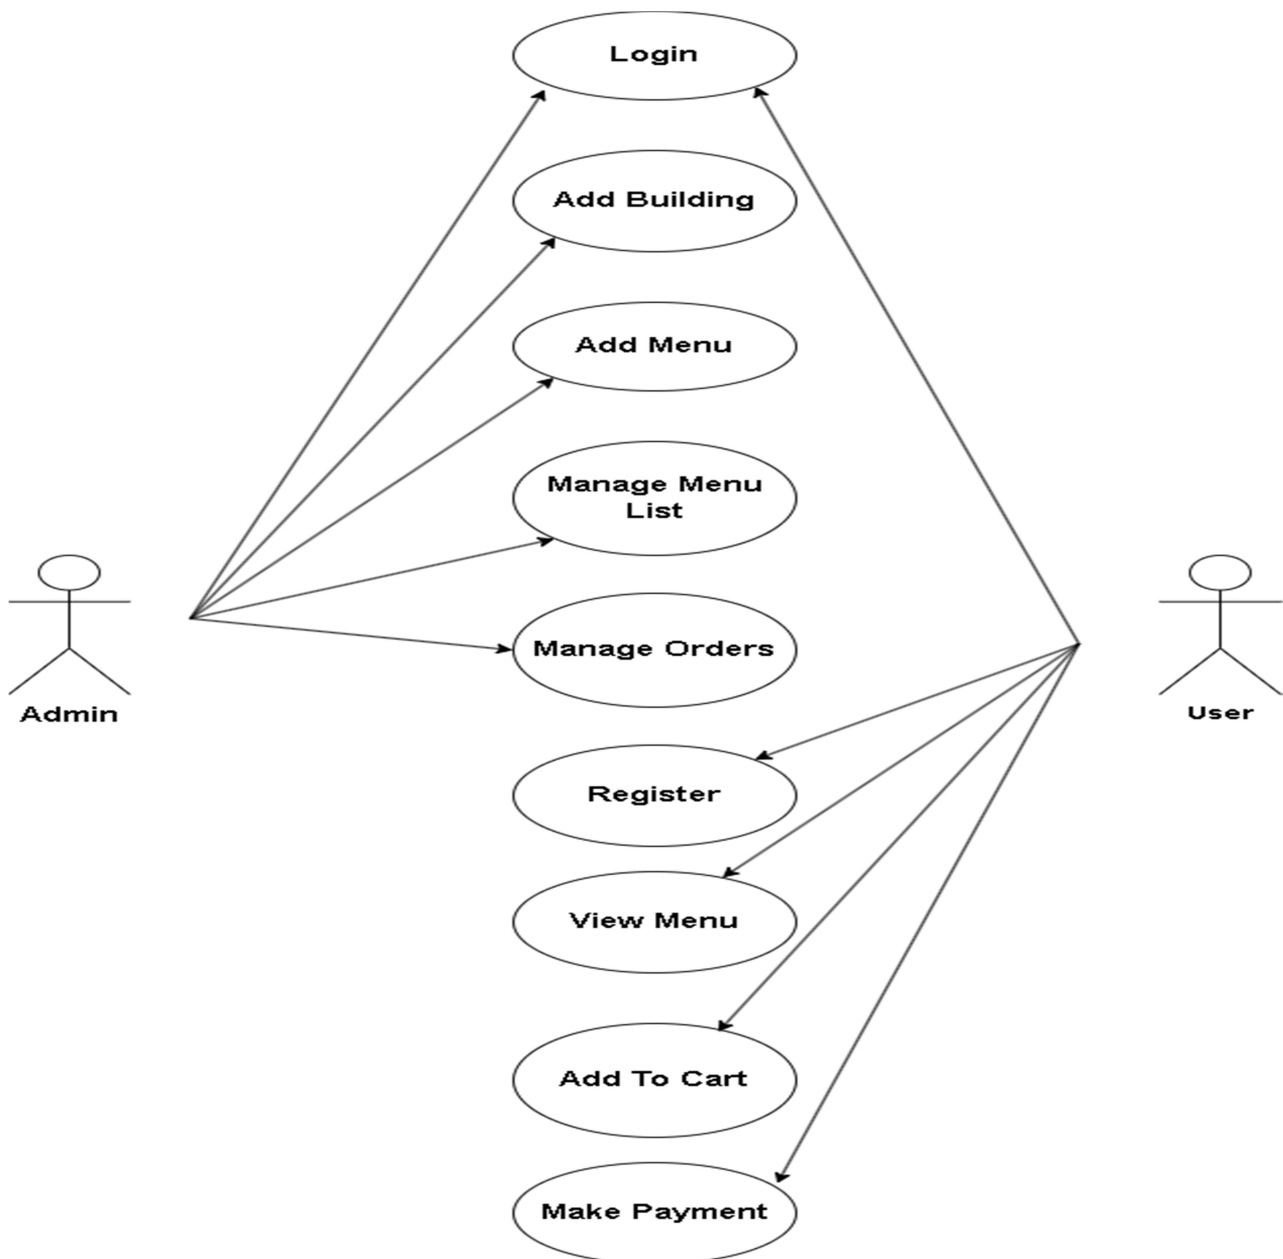 Login
Add Building
Add Menu
Manage Menu
List
Manage Orders
Admin
User
Register
View Menu
Add To Cart
Make Payment